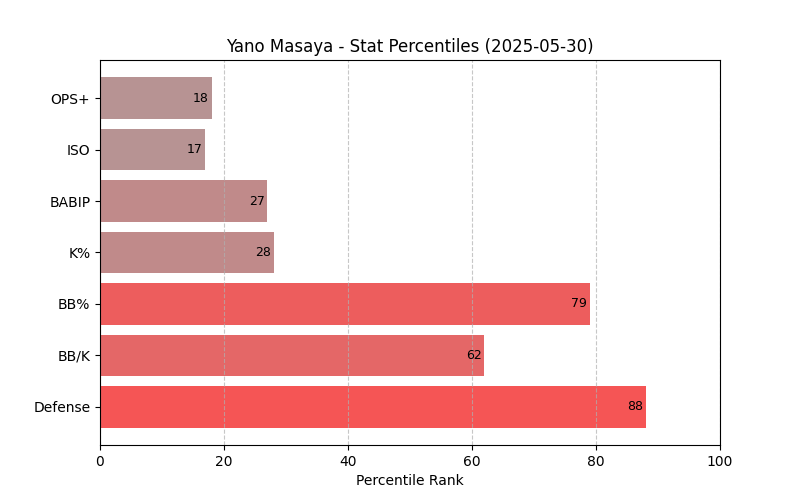 Yano Masaya - Stat Percentiles (2025-05-30)
OPS+ 18
ISO 17
BABIP 27
K% 28
BB% 79
BB/K 62
Defense 88
0 20 40 60 80 100
Percentile Rank